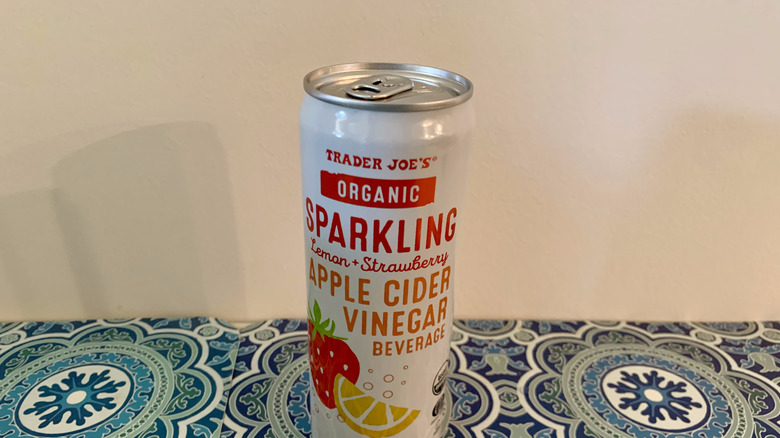 TRADER JOE'S®
ORGANIC
SPARKLING
Lemon + Strawberry
APPLE CIDER
VINEGAR
BEVERAGE